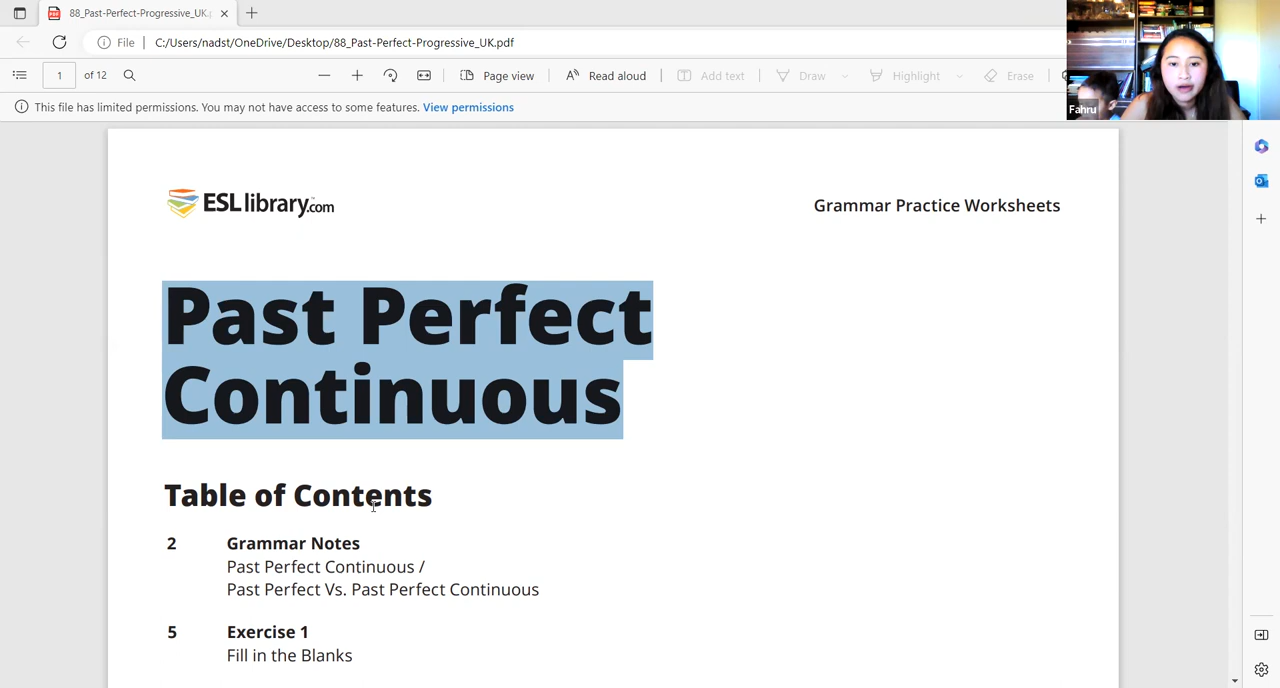 88_Past-Perfect-Progressive_UK.p
File
C:/Users/nadst/OneDrive/Desktop/88_Past-Perfect-Progressive_UK.pdf
1 of 12
Page view
Read aloud
Add text
Draw
Highlight
Erase
Fahru
This file has limited permissions. You may not have access to some features. View permissions
ESL library.com
Grammar Practice Worksheets
Past Perfect
Continuous
Table of Contents
2 Grammar Notes
Past Perfect Continuous /
Past Perfect Vs. Past Perfect Continuous
5 Exercise 1
Fill in the Blanks